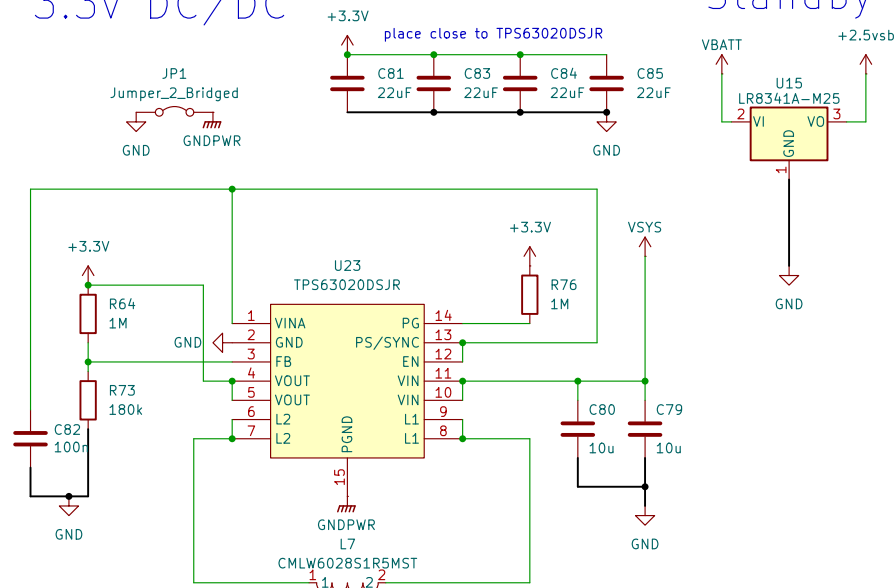 3.3V DC/DC
Standby
+3.3V
place close to TPS63020DSJR
C81
22uF
C83
22uF
C84
22uF
C85
22uF
GND
JP1
Jumper_2_Bridged
GND
GNDPWR
VBATT
+2.5vsb
U15
LR8341A-M25
2
VI
VO
3
GND
1
GND
+3.3V
R64
1M
R73
180k
C82
100n
GND
GND
U23
TPS63020DSJR
1
VINA
2
GND
3
FB
4
VOUT
5
VOUT
6
L2
7
L2
PG
14
PS/SYNC
13
EN
12
VIN
11
VIN
10
L1
9
L1
8
PGND
15
GNDPWR
+3.3V
R76
1M
VSYS
C80
10u
C79
10u
GND
L7
CMLW6028S1R5MST
1
1
2
2